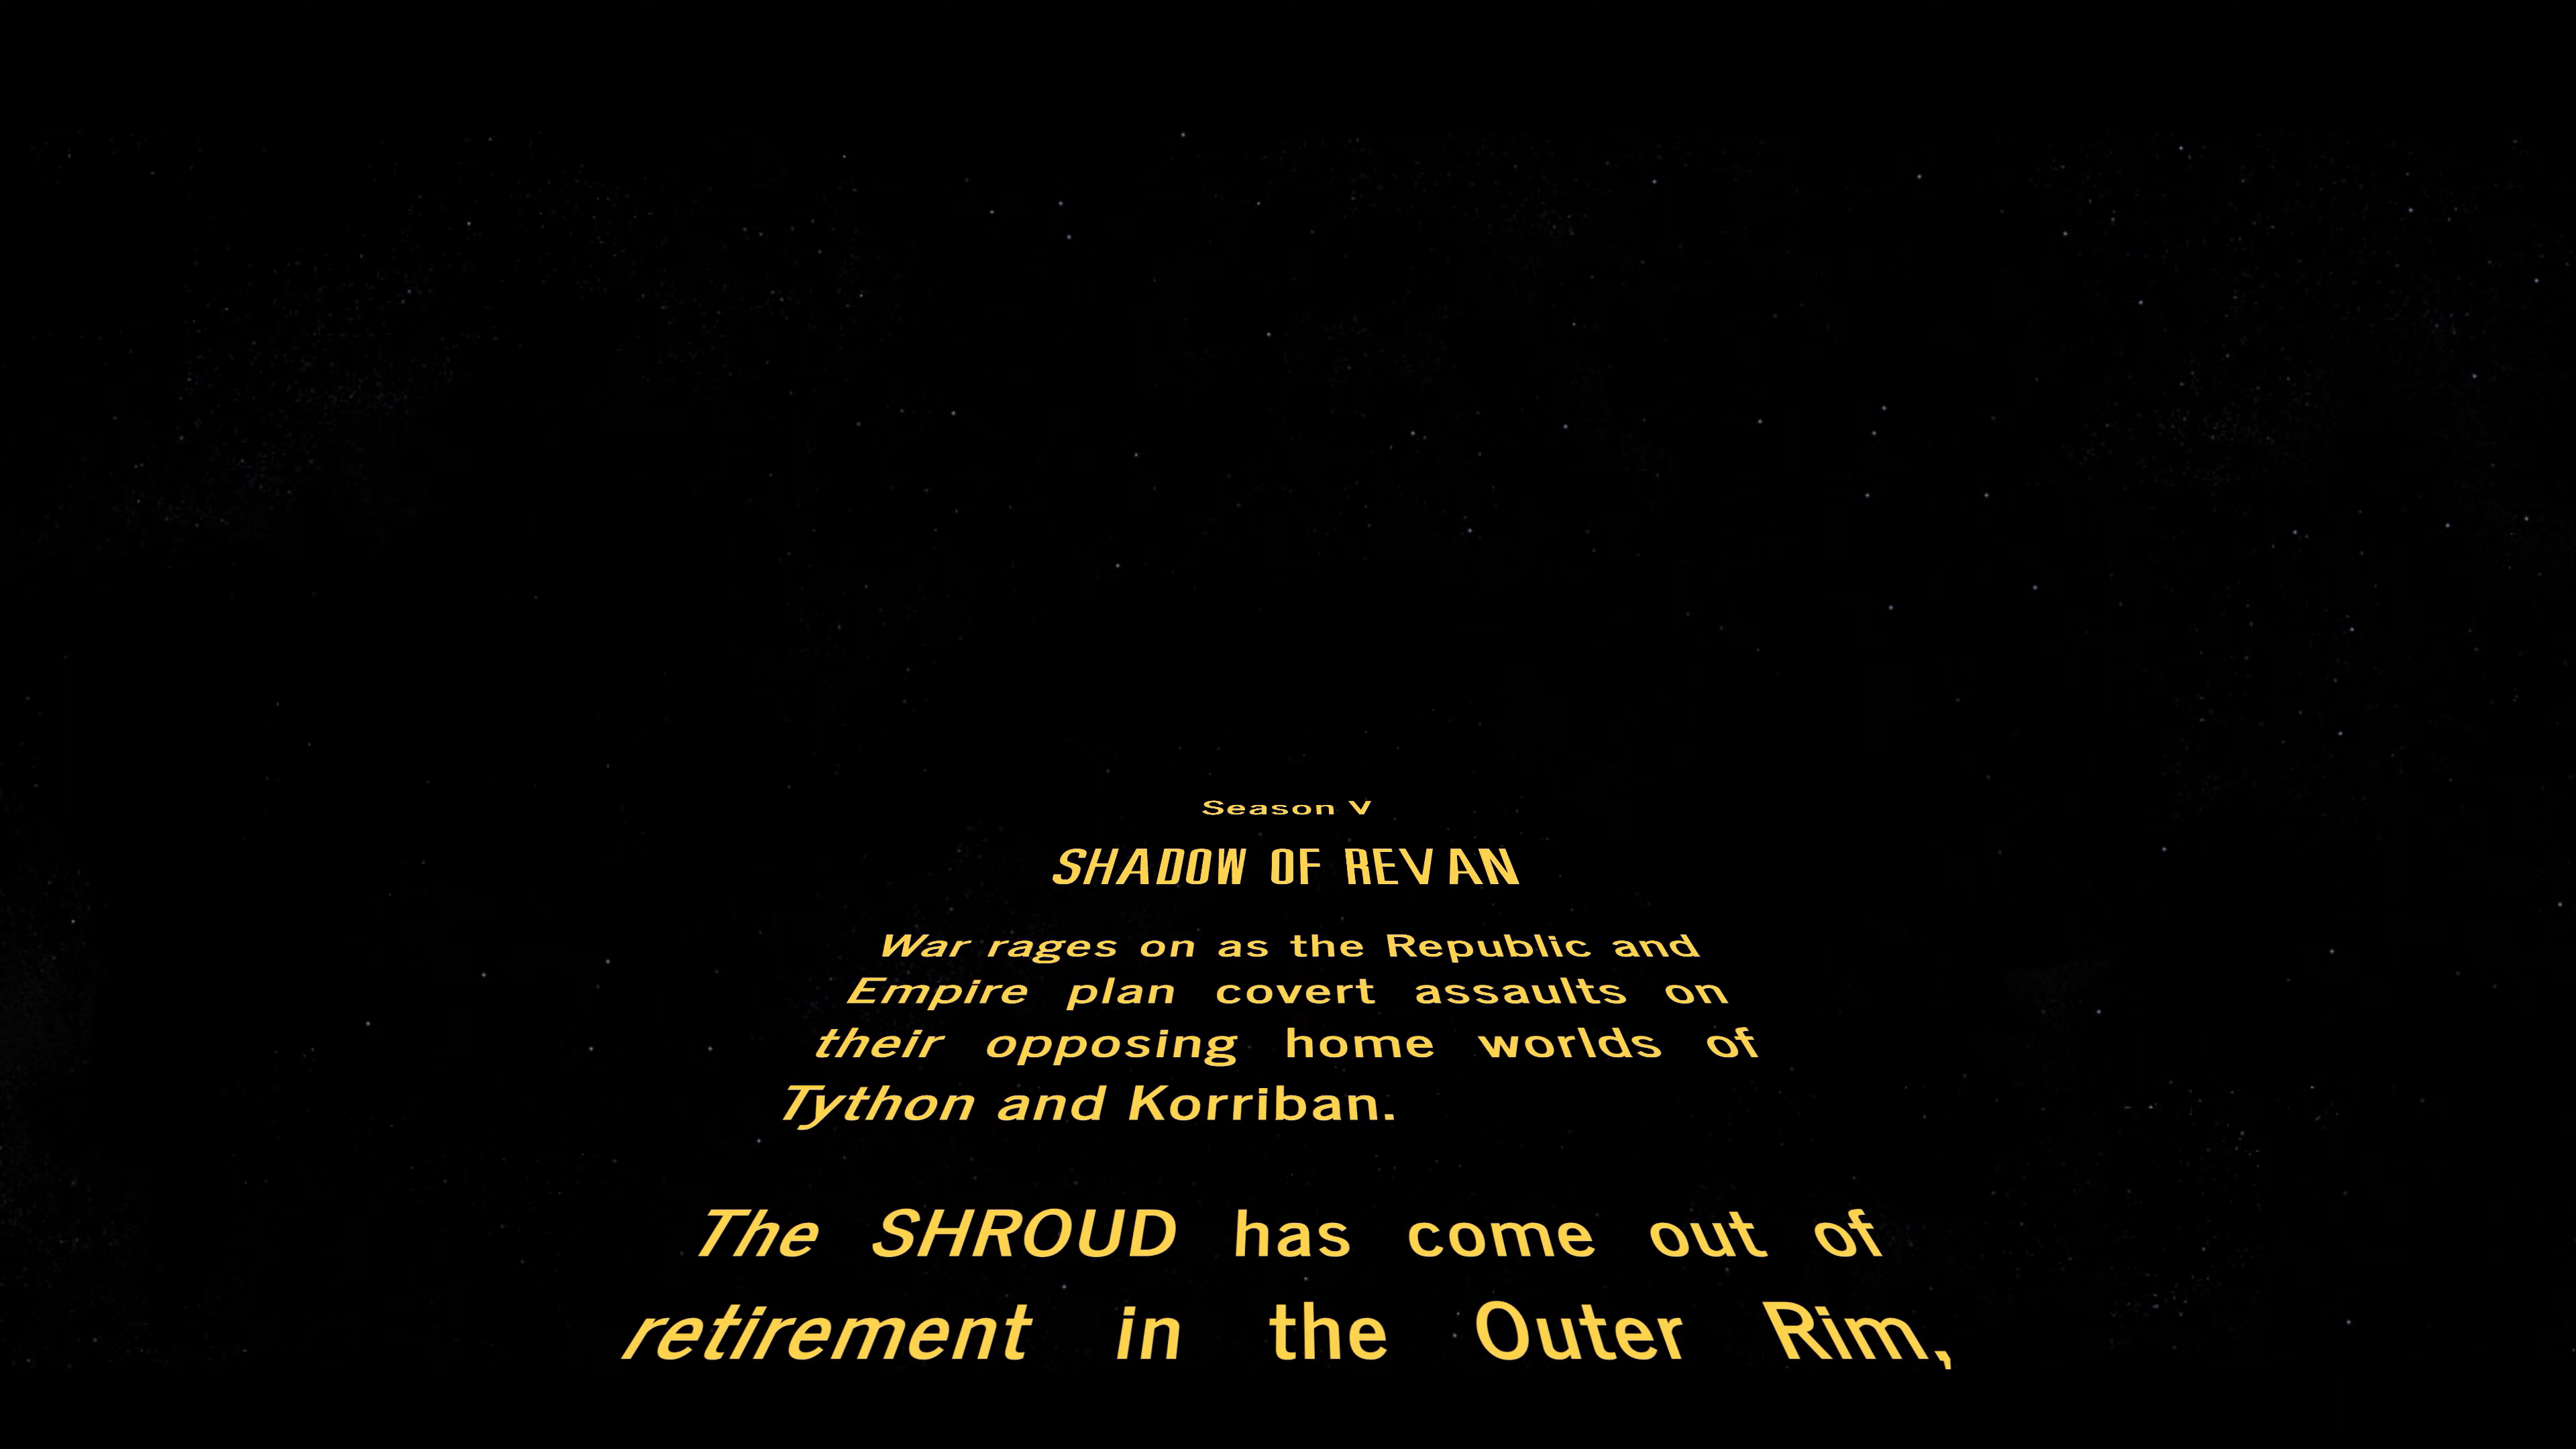 Season V
SHADOW OF REVAN
War rages on as the Republic and
Empire plan covert assaults on
their opposing home worlds of
Tython and Korriban.
The SHROUD has come out of
retirement in the Outer Rim,